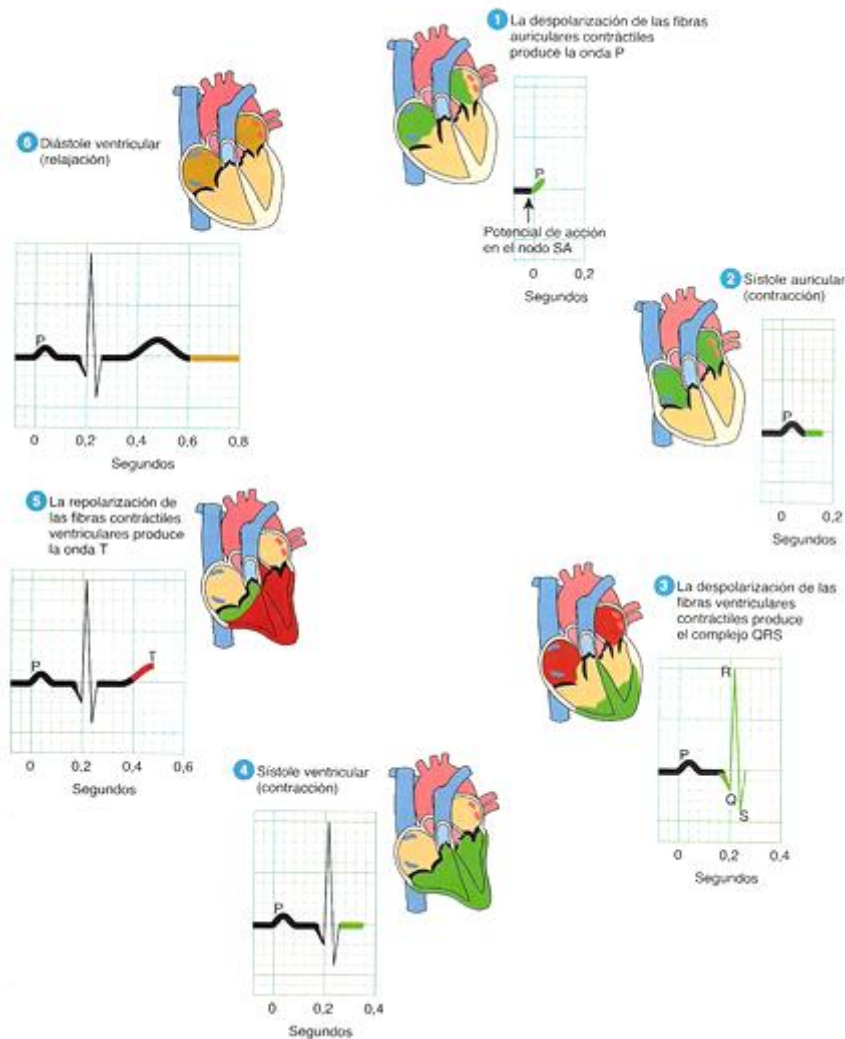 1 La despolarización de las fibras
auriculares contráctiles
produce la onda P
P
Potencial de acción
en el nodo SA
0 0,2
Segundos
2 Sístole auricular
(contracción)
P
0 0,2
Segundos
3 La despolarización de las
fibras ventriculares
contráctiles produce
el complejo QRS
R
P
Q
S
0 0,2 0,4
Segundos
4 Sístole ventricular
(contracción)
P
0 0,2 0,4
Segundos
5 La repolarización de
las fibras contráctiles
ventriculares produce
la onda T
P
T
0 0,2 0,4 0,6
Segundos
6 Diástole ventricular
(relajación)
P
0 0,2 0,4 0,6 0,8
Segundos